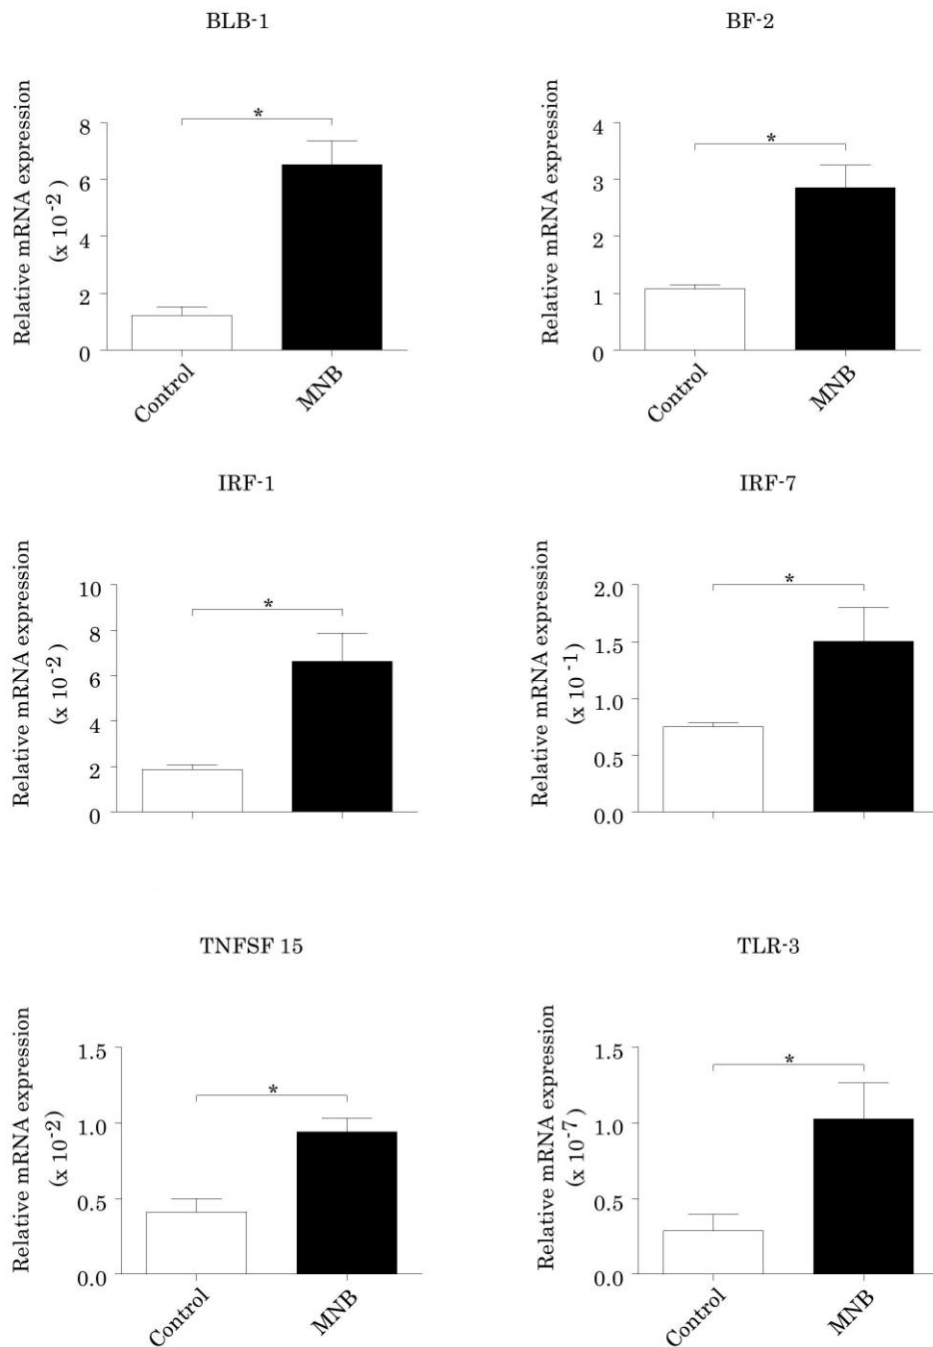 BLB-1
Relative mRNA expression
(x 10⁻²)
8
6
4
2
0
*
Control
MNB
BF-2
Relative mRNA expression
4
3
2
1
0
*
Control
MNB
IRF-1
Relative mRNA expression
(x 10⁻²)
10
8
6
4
2
0
*
IRF-7
Relative mRNA expression
(x 10⁻¹)
2.0
1.5
1.0
0.5
0.0
*
TNFSF 15
Relative mRNA expression
(x 10⁻²)
1.5
1.0
0.5
0.0
*
Control
MNB
TLR-3
Relative mRNA expression
(x 10⁻⁷)
1.5
1.0
0.5
0.0
*
Control
MNB